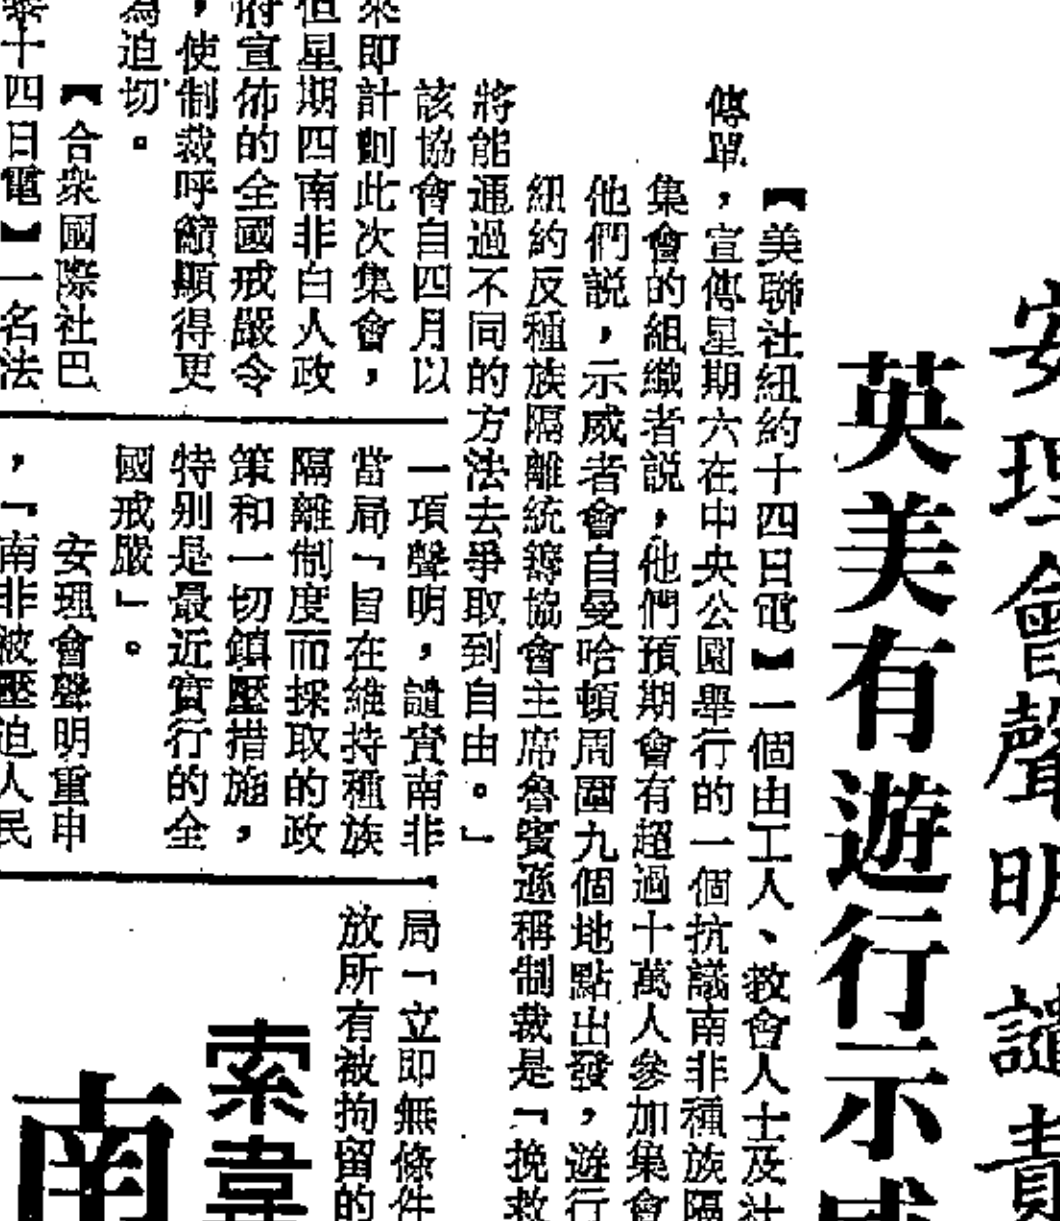 安理會聲明譴責
英美有遊行示威
【美聯社紐約十四日電】一個由工人、教會人士及社
傳單,宣傳星期六在中央公園舉行的一個抗議南非種族隔
集會的組織者說,他們預期會有超過十萬人參加集會
他們説,示威者會自曼哈頓周圍九個地點出發,遊行
紐約反種族隔離統籌協會主席魯賓遜稱制裁是「挽救
將能通過不同的方法去爭取到自由。」
該協會自四月以
來即計劃此次集會,
但星期四南非白人政
府宣佈的全國戒嚴令
,使制裁呼籲顯得更
為迫切。
【合衆國際社巴
黎十四日電】一名法
一項聲明,譴責南非
當局「旨在維持種族
隔離制度而採取的政
策和一切鎮壓措施,
特別是最近實行的全
國戒嚴」。
安理會聲明重申
,「南非被壓迫人民
局「立即無條件
放所有被拘留的
索韋
南